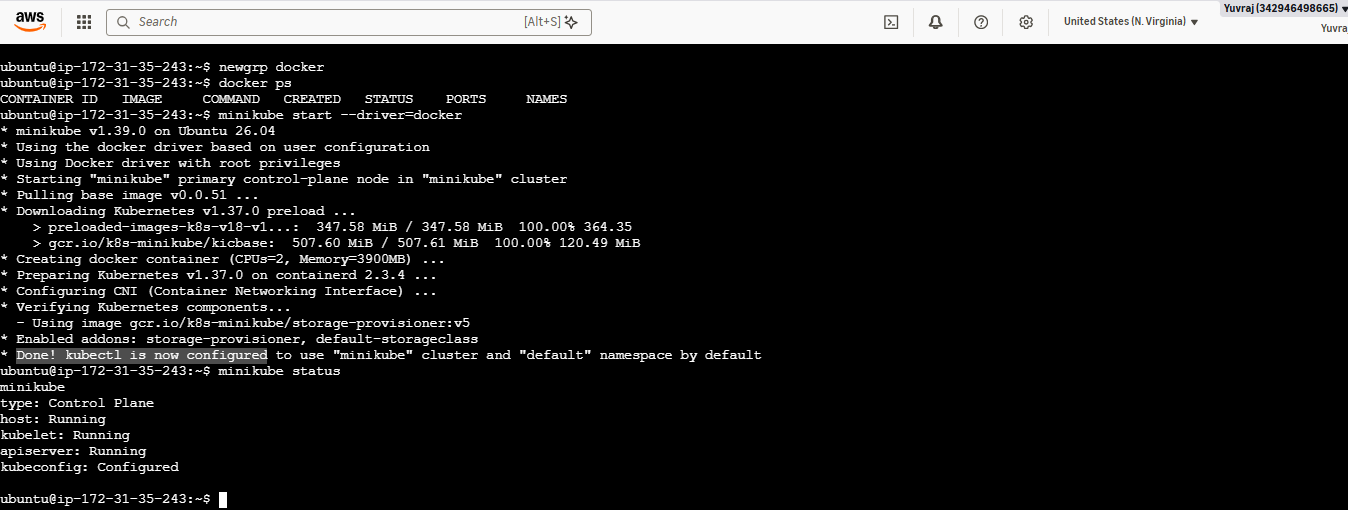 aws
Search
[Alt+S]
United States (N. Virginia)
Yuvraj (342946498665)
Yuvraj
ubuntu@ip-172-31-35-243:~$ newgrp docker
ubuntu@ip-172-31-35-243:~$ docker ps
CONTAINER ID   IMAGE     COMMAND   CREATED   STATUS    PORTS     NAMES
ubuntu@ip-172-31-35-243:~$ minikube start --driver=docker
* minikube v1.39.0 on Ubuntu 26.04
* Using the docker driver based on user configuration
* Using Docker driver with root privileges
* Starting "minikube" primary control-plane node in "minikube" cluster
* Pulling base image v0.0.51 ...
* Downloading Kubernetes v1.37.0 preload ...
    > preloaded-images-k8s-v18-v1...:  347.58 MiB / 347.58 MiB  100.00% 364.35
    > gcr.io/k8s-minikube/kicbase:  507.60 MiB / 507.61 MiB  100.00% 120.49 MiB
* Creating docker container (CPUs=2, Memory=3900MB) ...
* Preparing Kubernetes v1.37.0 on containerd 2.3.4 ...
* Configuring CNI (Container Networking Interface) ...
* Verifying Kubernetes components...
  - Using image gcr.io/k8s-minikube/storage-provisioner:v5
* Enabled addons: storage-provisioner, default-storageclass
* Done! kubectl is now configured to use "minikube" cluster and "default" namespace by default
ubuntu@ip-172-31-35-243:~$ minikube status
minikube
type: Control Plane
host: Running
kubelet: Running
apiserver: Running
kubeconfig: Configured
ubuntu@ip-172-31-35-243:~$